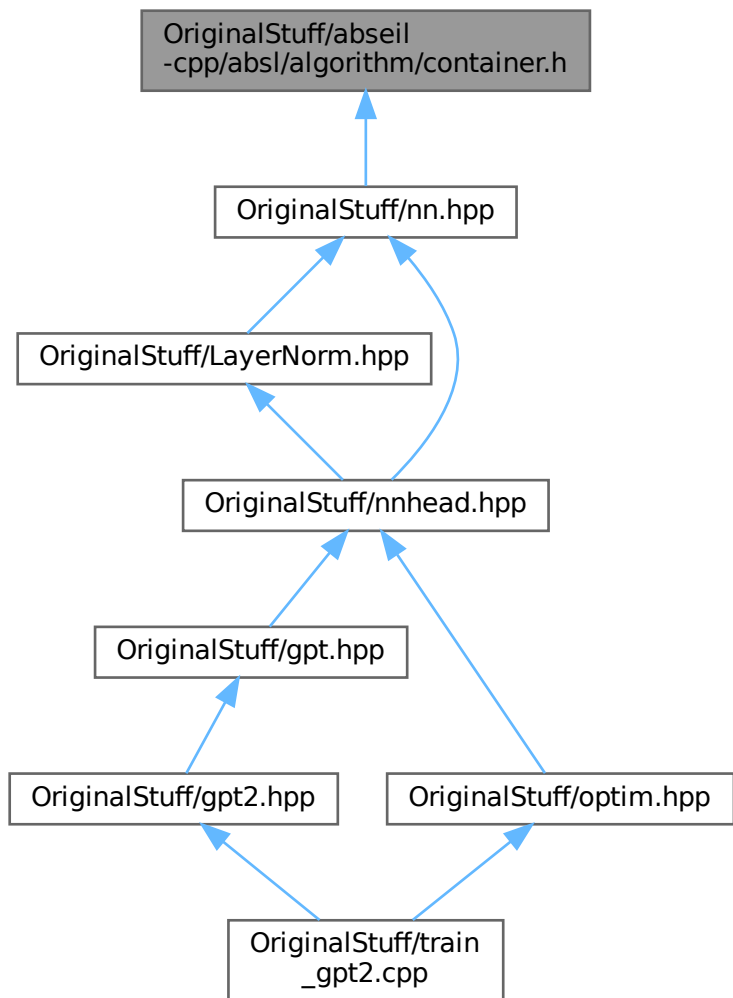 OriginalStuff/abseil
-cpp/absl/algorithm/container.h
OriginalStuff/nn.hpp
OriginalStuff/LayerNorm.hpp
OriginalStuff/nnhead.hpp
OriginalStuff/gpt.hpp
OriginalStuff/gpt2.hpp
OriginalStuff/optim.hpp
OriginalStuff/train
_gpt2.cpp